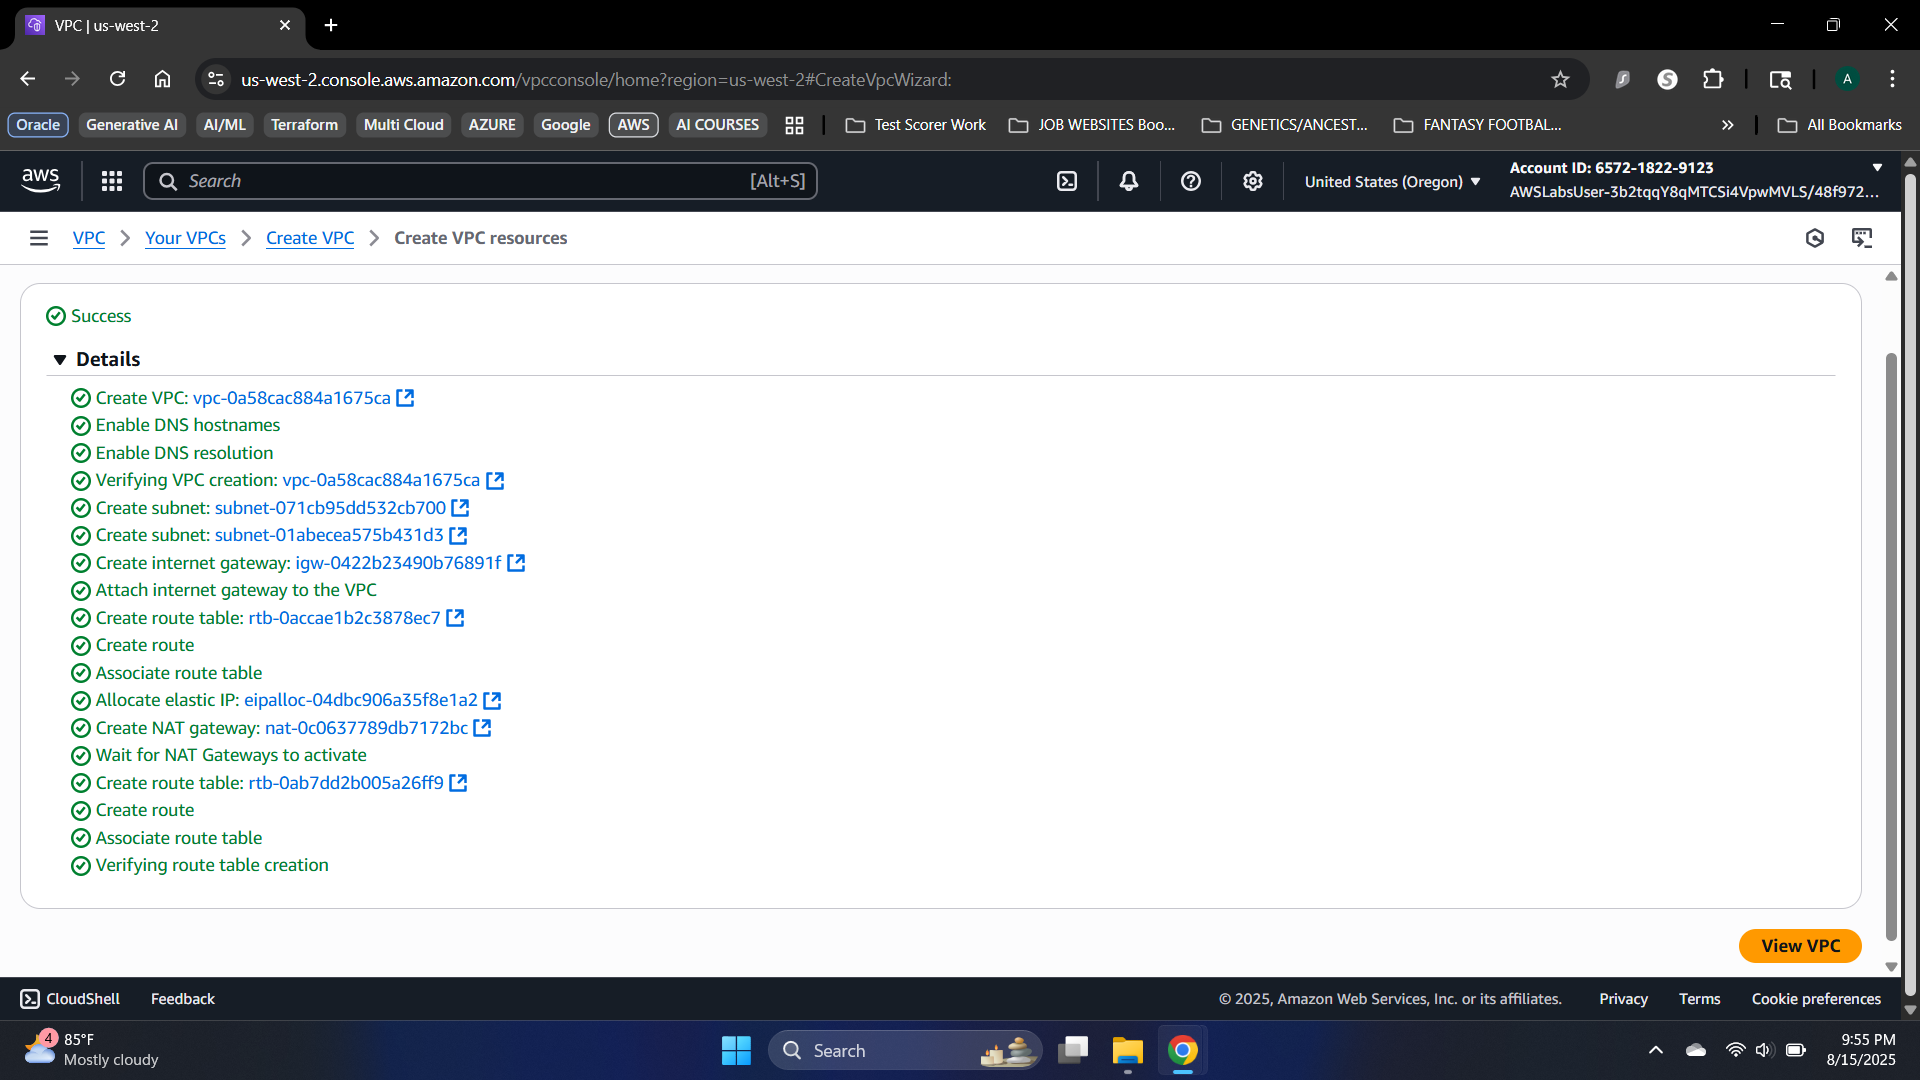 VPC | us-west-2
us-west-2.console.aws.amazon.com/vpcconsole/home?region=us-west-2#CreateVpcWizard:
A
Oracle Generative AI AI/ML Terraform Multi Cloud AZURE Google AWS AI COURSES Test Scorer Work JOB WEBSITES Boo... GENETICS/ANCEST... FANTASY FOOTBAL... » All Bookmarks
aws Search [Alt+S] United States (Oregon) Account ID: 6572-1822-9123
AWSLabsUser-3b2tqqY8qMTCSi4VpwMVLS/48f972...
VPC > Your VPCs > Create VPC > Create VPC resources
Success
Details
Create VPC: vpc-0a58cac884a1675ca
Enable DNS hostnames
Enable DNS resolution
Verifying VPC creation: vpc-0a58cac884a1675ca
Create subnet: subnet-071cb95dd532cb700
Create subnet: subnet-01abecea575b431d3
Create internet gateway: igw-0422b23490b76891f
Attach internet gateway to the VPC
Create route table: rtb-0accae1b2c3878ec7
Create route
Associate route table
Allocate elastic IP: eipalloc-04dbc906a35f8e1a2
Create NAT gateway: nat-0c0637789db7172bc
Wait for NAT Gateways to activate
Create route table: rtb-0ab7dd2b005a26ff9
Create route
Associate route table
Verifying route table creation
View VPC
CloudShell Feedback © 2025, Amazon Web Services, Inc. or its affiliates. Privacy Terms Cookie preferences
4 85°F
Mostly cloudy
Search
9:55 PM
8/15/2025